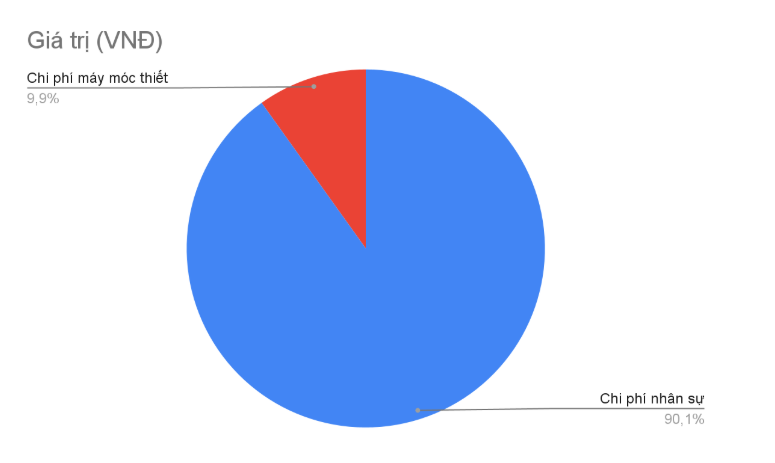 Giá trị (VNĐ)
Chi phí máy móc thiết
9,9%
Chi phí nhân sự
90,1%